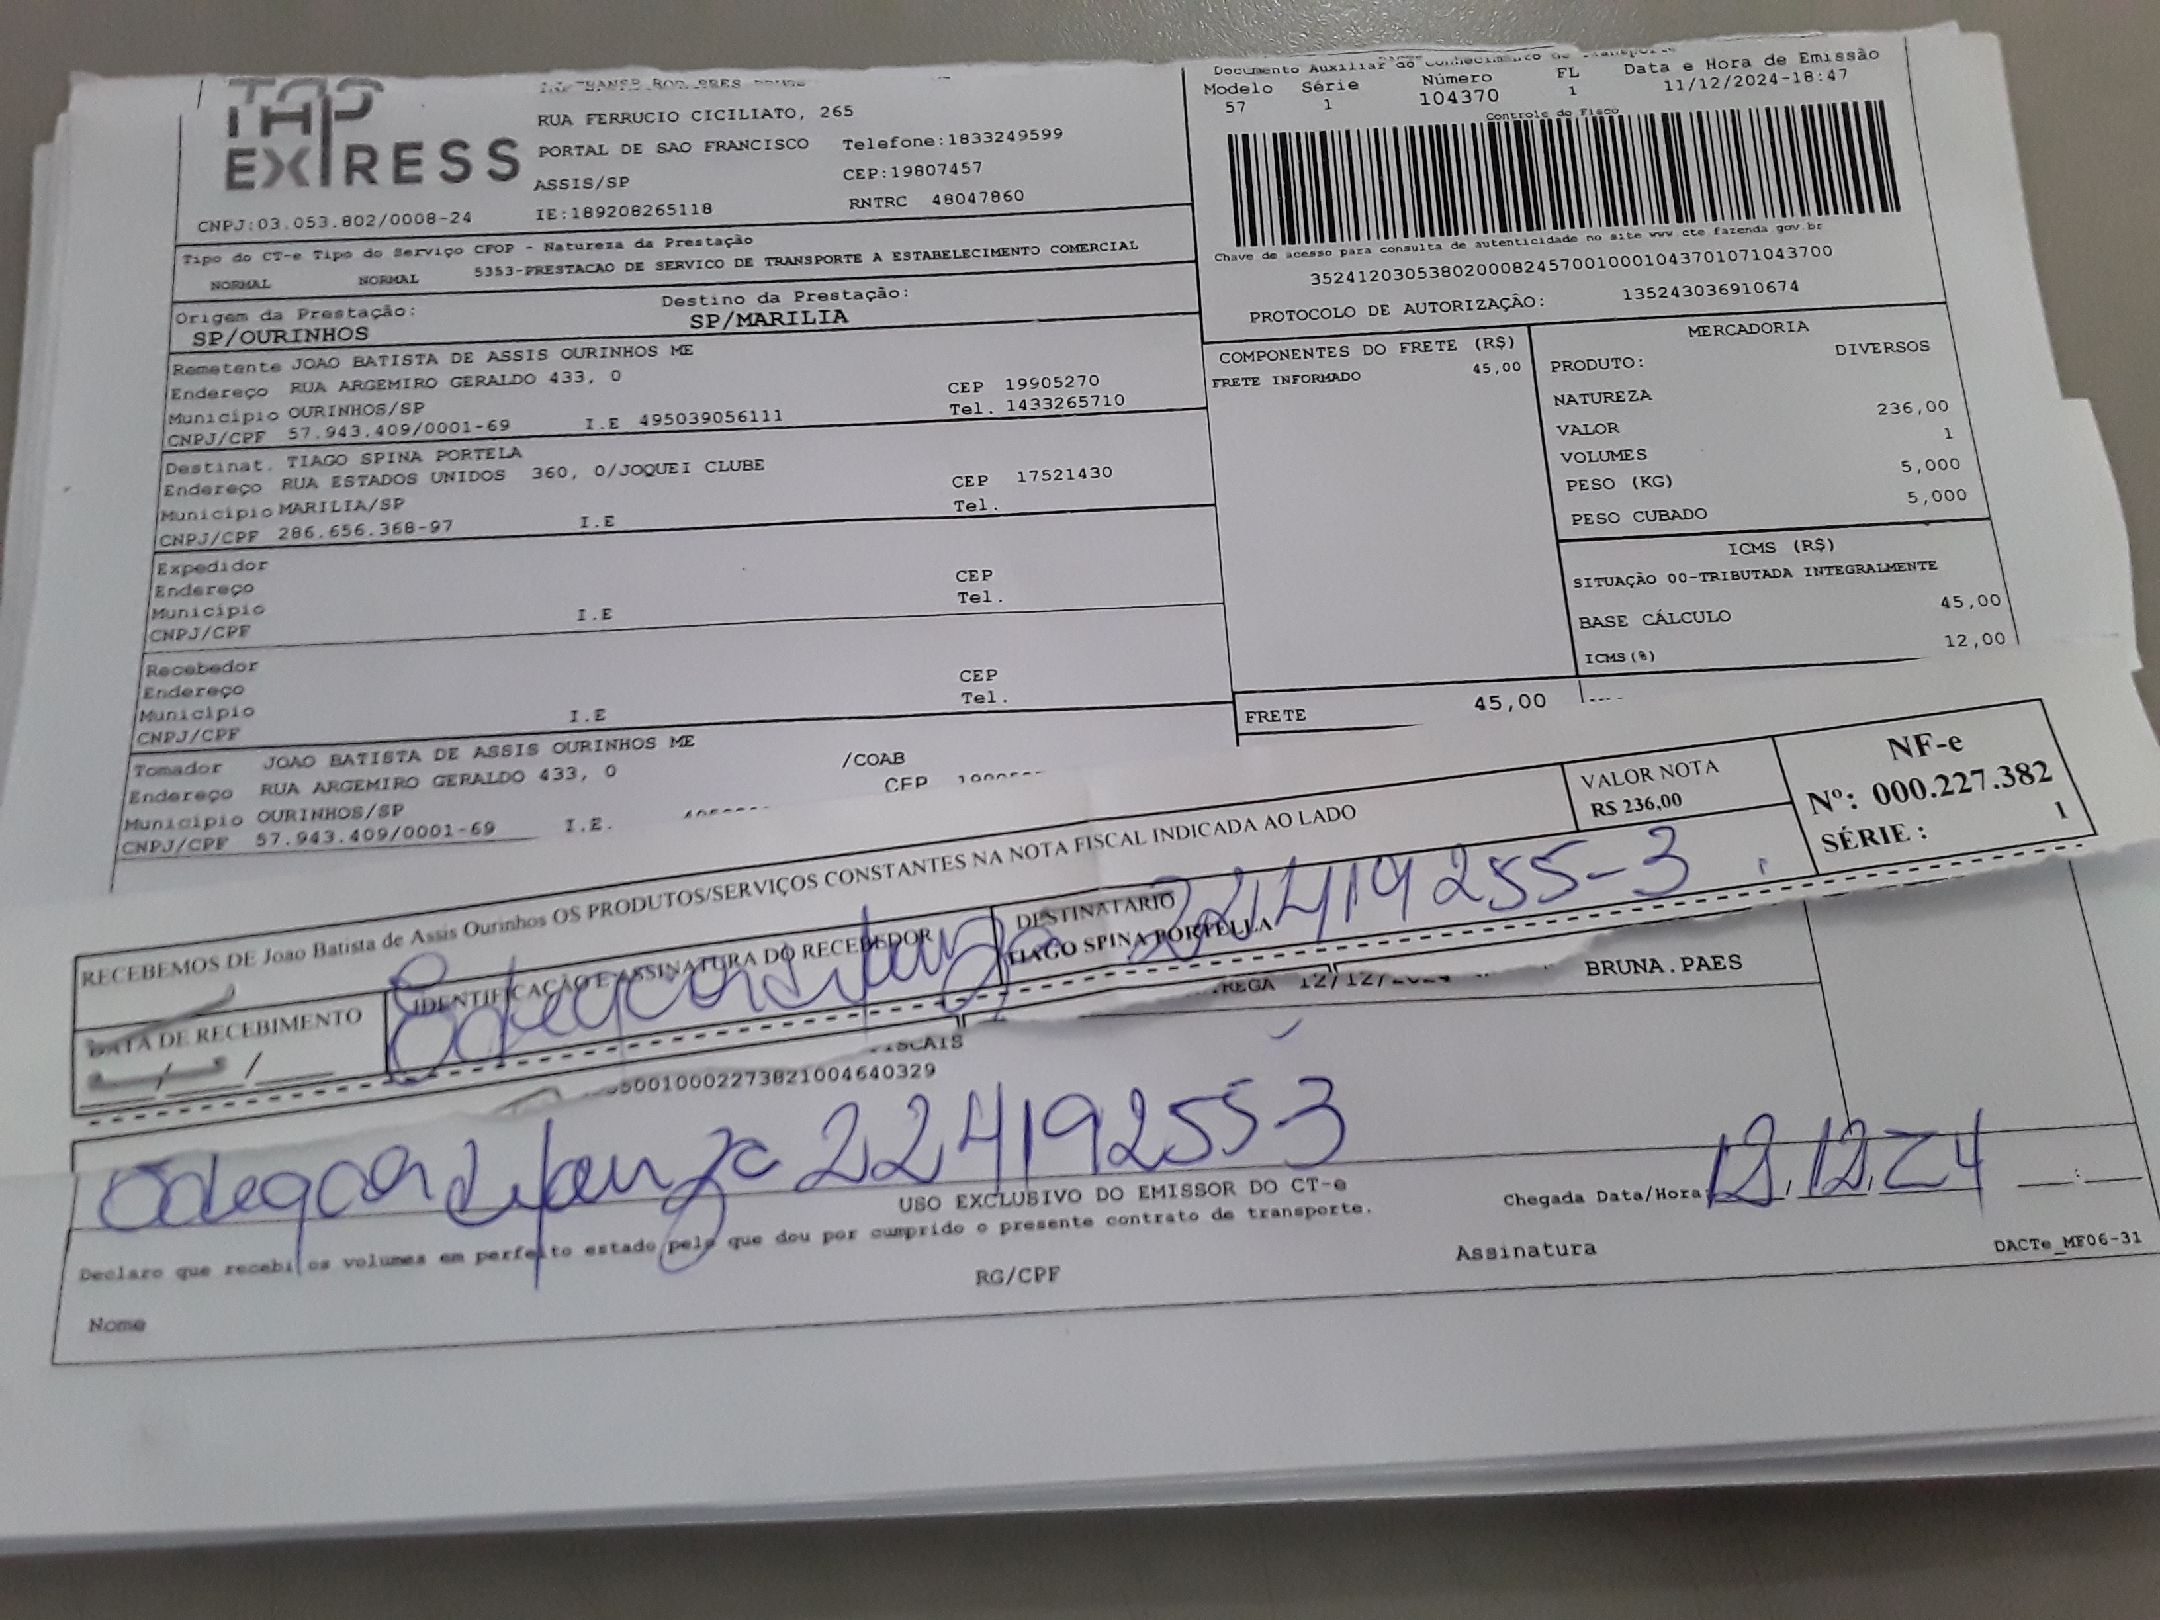 TAP
EXPRESS
RUA FERRUCIO CICILIATO, 265
PORTAL DE SAO FRANCISCO Telefone:1833249599
ASSIS/SP CEP:19807457
CNPJ:03.053.802/0008-24 IE:189208265118 RNTRC 48047860
Documento Auxiliar do Conhecimento de Transporte
Modelo Série Número FL Data e Hora de Emissão
57 1 104370 1 11/12/2024-18:47
Controle do Fisco
Chave de acesso para consulta de autenticidade no site www.cte.fazenda.gov.br
35241203053802000824570010001043701071043700
PROTOCOLO DE AUTORIZAÇÃO: 135243036910674
Tipo do CT-e Tipo do Serviço CFOP - Natureza da Prestação
NORMAL NORMAL 5353-PRESTACAO DE SERVICO DE TRANSPORTE A ESTABELECIMENTO COMERCIAL
Origem da Prestação: Destino da Prestação:
SP/OURINHOS SP/MARILIA
Remetente JOAO BATISTA DE ASSIS OURINHOS ME
Endereço RUA ARGEMIRO GERALDO 433, 0 CEP 19905270
Município OURINHOS/SP Tel. 1433265710
CNPJ/CPF 57.943.409/0001-69 I.E 495039056111
Destinat. TIAGO SPINA PORTELA
Endereço RUA ESTADOS UNIDOS 360, 0/JOQUEI CLUBE CEP 17521430
Município MARILIA/SP Tel.
CNPJ/CPF 286.656.368-97 I.E
Expedidor
Endereço CEP
Município Tel.
CNPJ/CPF I.E
Recebedor
Endereço CEP
Município Tel.
CNPJ/CPF I.E
Tomador JOAO BATISTA DE ASSIS OURINHOS ME
Endereço RUA ARGEMIRO GERALDO 433, 0 /COAB
Município OURINHOS/SP CEP
CNPJ/CPF 57.943.409/0001-69 I.E.
COMPONENTES DO FRETE (R$)
FRETE INFORMADO 45,00
FRETE 45,00
MERCADORIA
PRODUTO: DIVERSOS
NATUREZA
VALOR 236,00
VOLUMES 1
PESO (KG) 5,000
PESO CUBADO 5,000
ICMS (R$)
SITUAÇÃO 00-TRIBUTADA INTEGRALMENTE
BASE CÁLCULO 45,00
ICMS(%) 12,00
RECEBEMOS DE Joao Batista de Assis Ourinhos OS PRODUTOS/SERVIÇOS CONSTANTES NA NOTA FISCAL INDICADA AO LADO
VALOR NOTA
R$ 236,00
NF-e
Nº: 000.227.382
SÉRIE: 1
DATA DE RECEBIMENTO
IDENTIFICAÇÃO E ASSINATURA DO RECEBEDOR
DESTINATÁRIO
TIAGO SPINA PORTELLA
22419255-3
BRUNA.PAES
50010002273821004640329
224192553
USO EXCLUSIVO DO EMISSOR DO CT-e
Declaro que recebi os volumes em perfeito estado pelo que dou por cumprido o presente contrato de transporte.
Chegada Data/Hora: 12.12.24
Nome RG/CPF Assinatura
DACTe_MF06-31